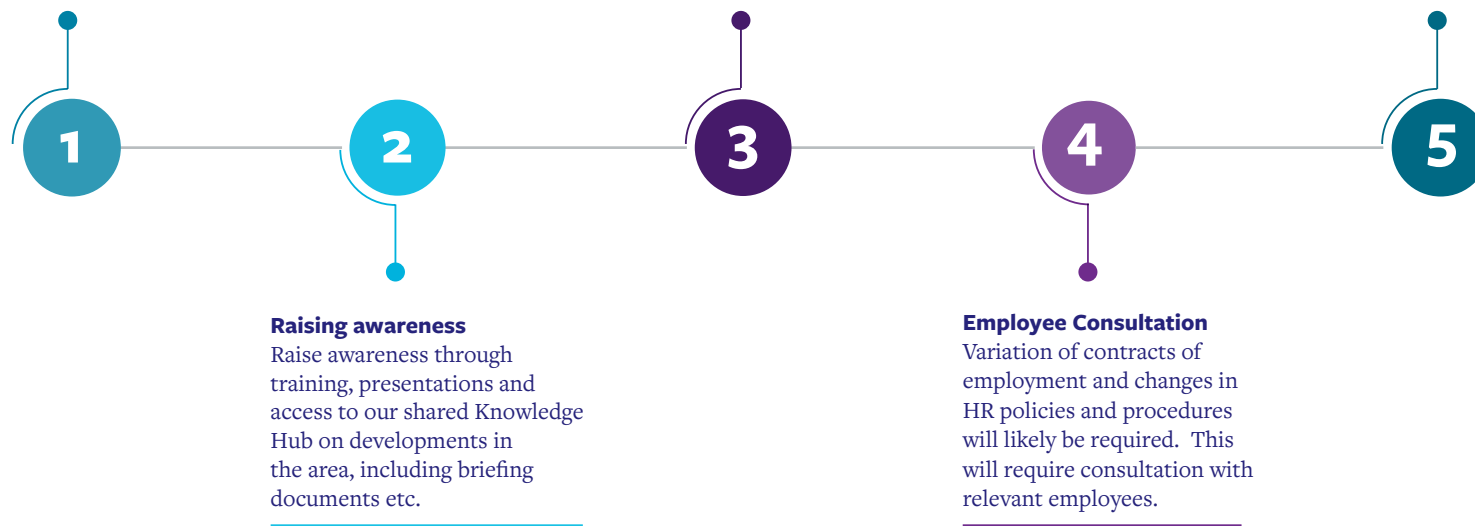 1
2
3
4
5
Raising awareness
Raise awareness through
training, presentations and
access to our shared Knowledge
Hub on developments in
the area, including briefing
documents etc.
Employee Consultation
Variation of contracts of
employment and changes in
HR policies and procedures
will likely be required.  This
will require consultation with
relevant employees.